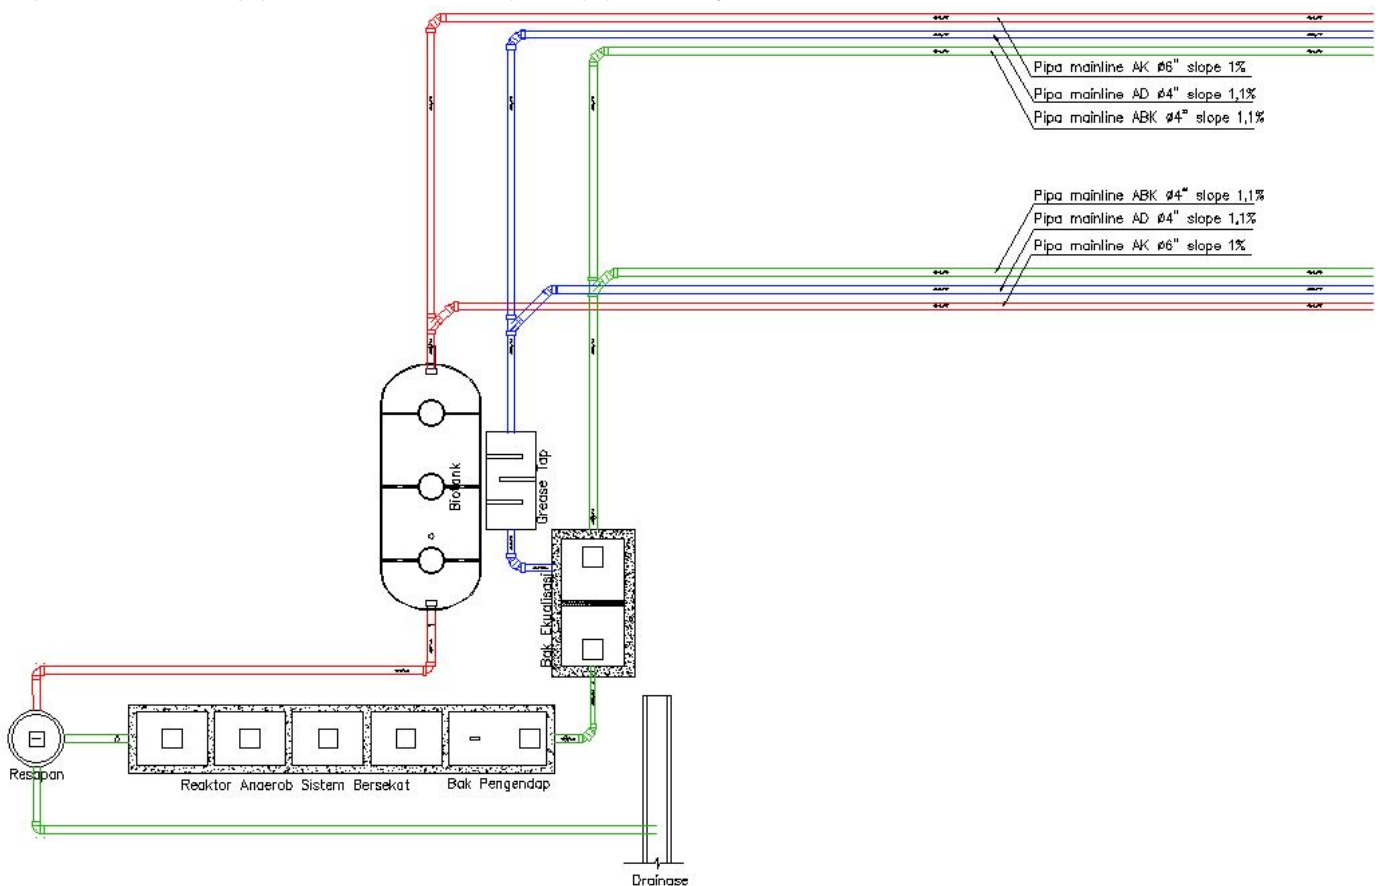 Pipa mainline AK ø6" slope 1%
Pipa mainline AD ø4" slope 1,1%
Pipa mainline ABK ø4" slope 1,1%
Pipa mainline ABK ø4" slope 1,1%
Pipa mainline AD ø4" slope 1,1%
Pipa mainline AK ø6" slope 1%
Biotank
Grease Tap
Bak Ekualisasi
Resapan
Reaktor Anaerob Sistem Bersekat
Bak Pengendap
Drainase